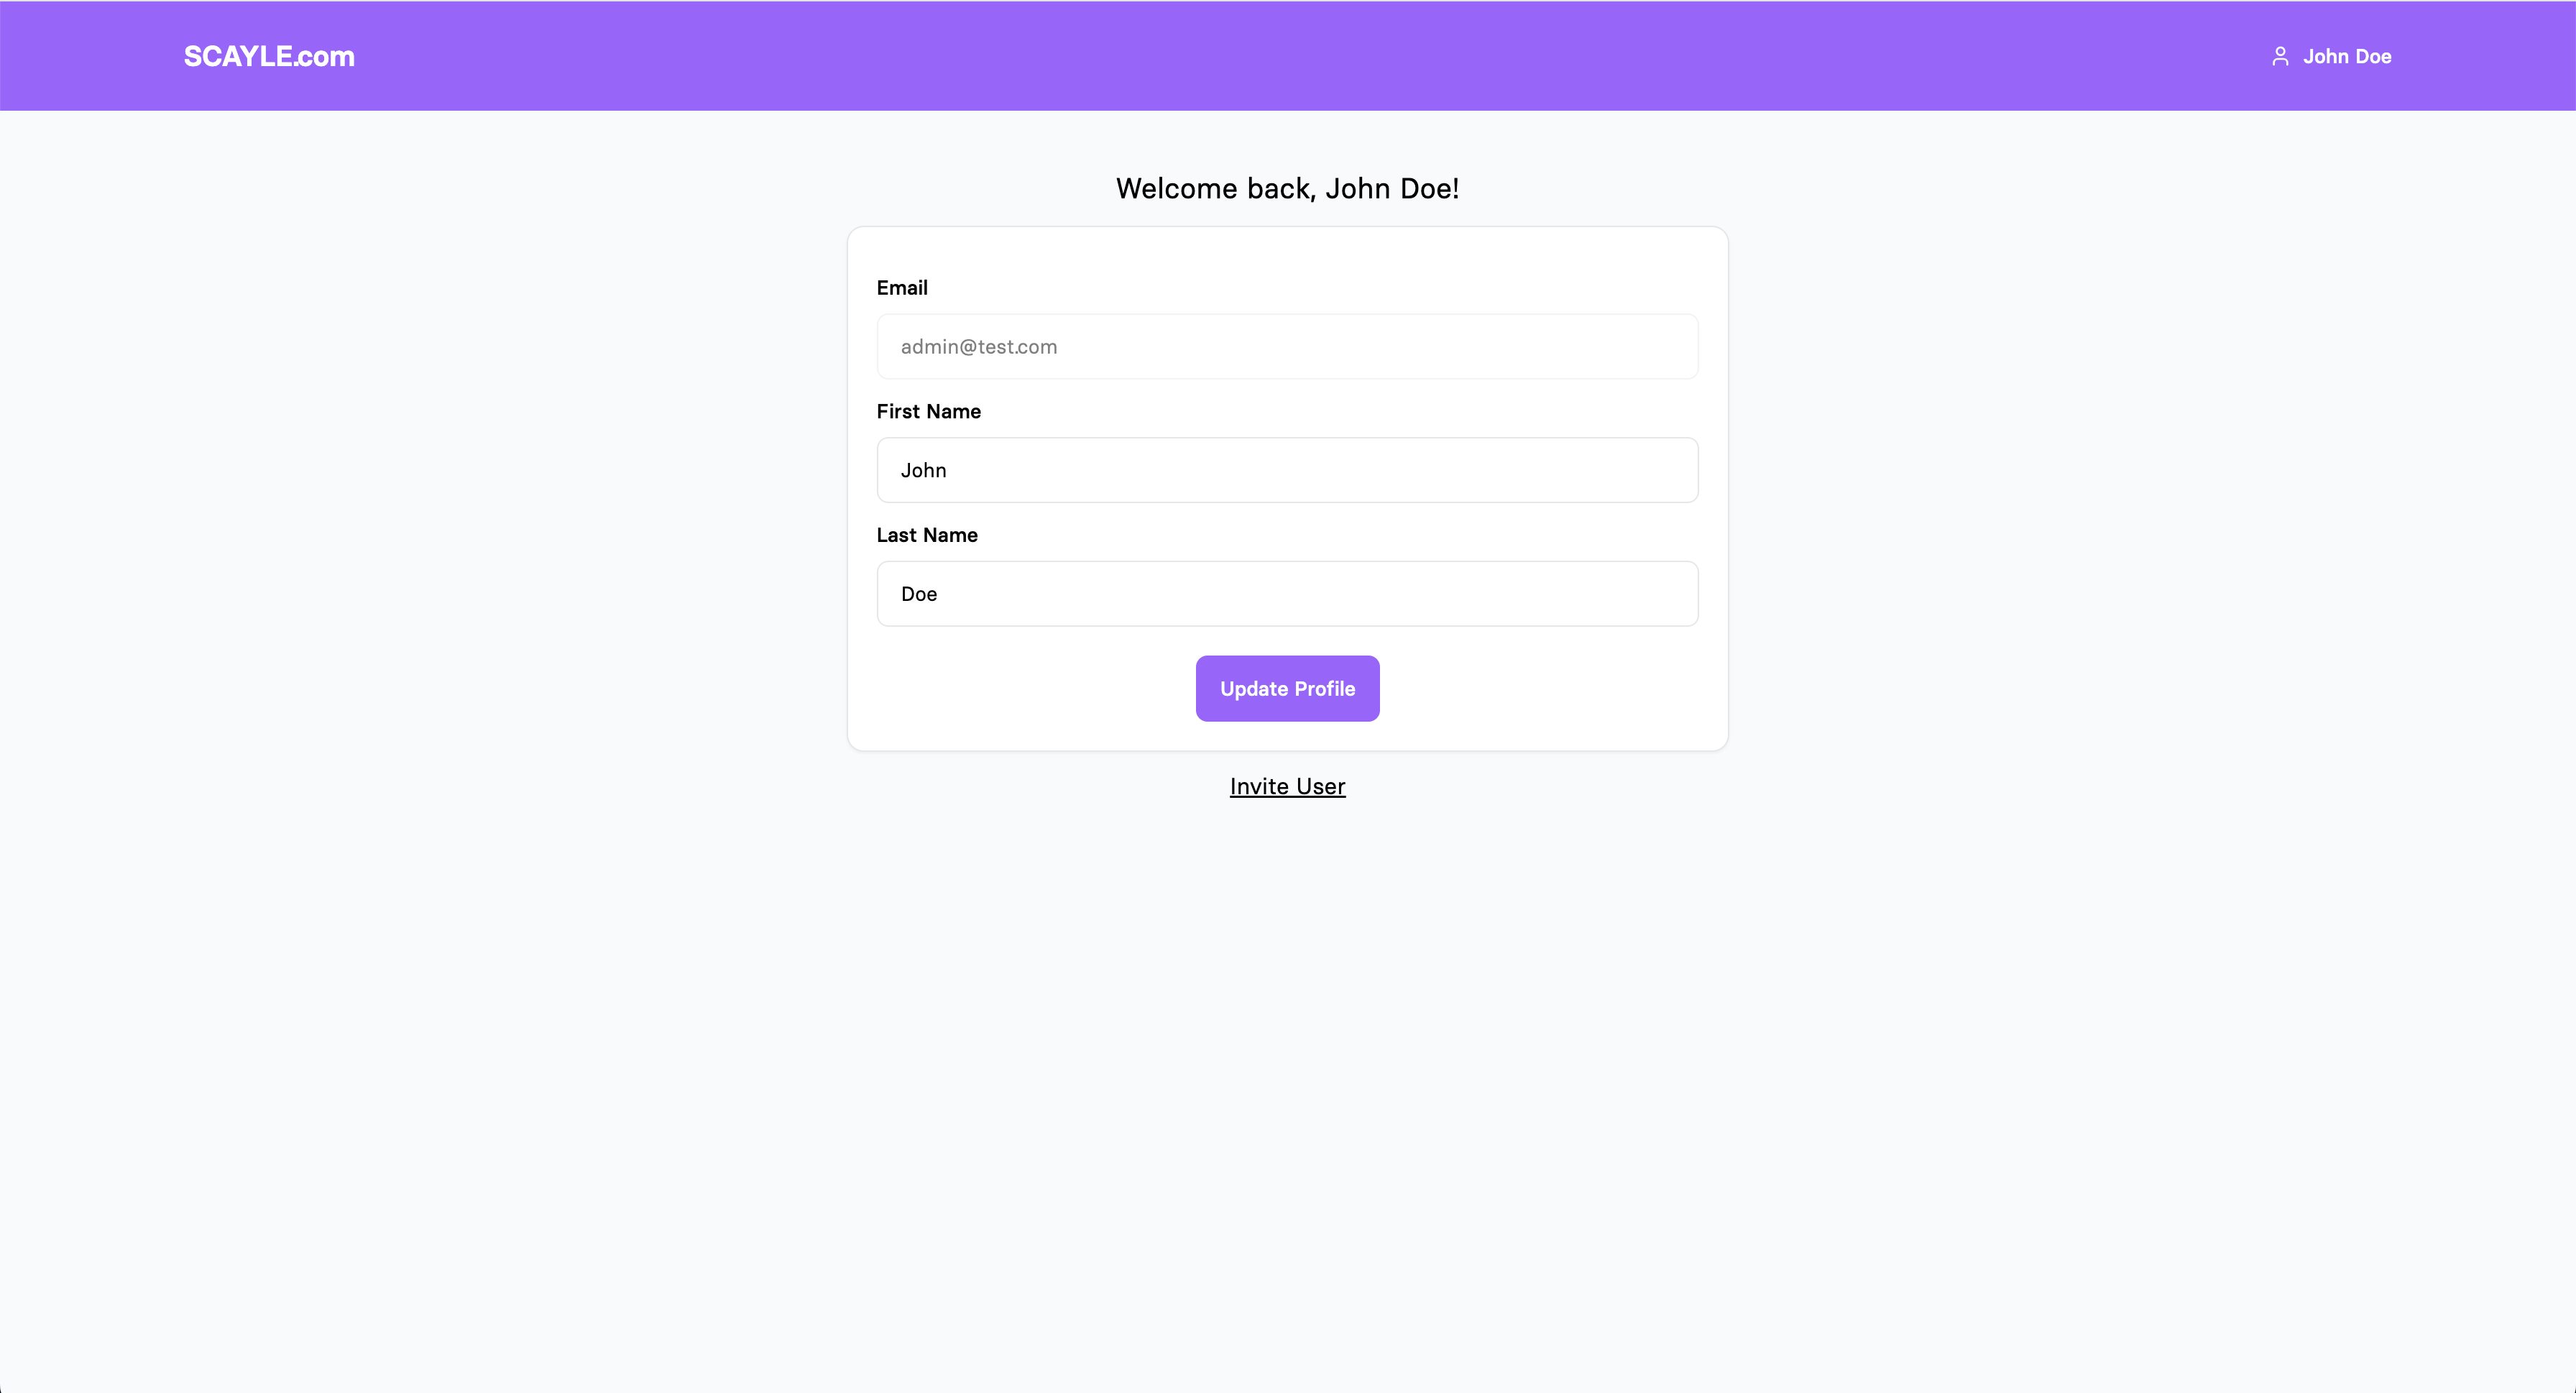 SCAYLE.com
John Doe
Welcome back, John Doe!
Email
admin@test.com
First Name
John
Last Name
Doe
Update Profile
Invite User